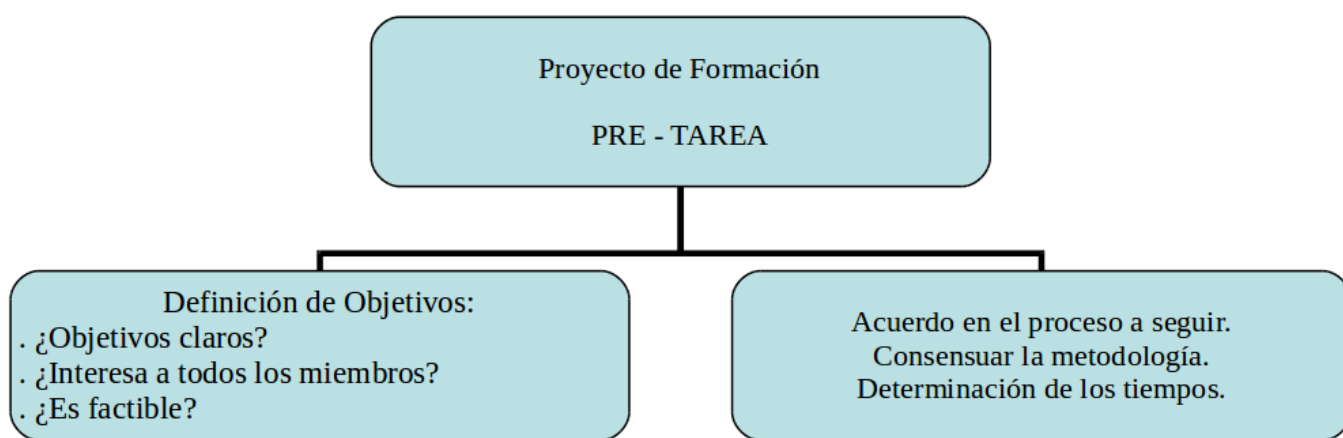 Proyecto de Formación
PRE - TAREA
Definición de Objetivos:
. ¿Objetivos claros?
. ¿Interesa a todos los miembros?
. ¿Es factible?
Acuerdo en el proceso a seguir.
Consensuar la metodología.
Determinación de los tiempos.